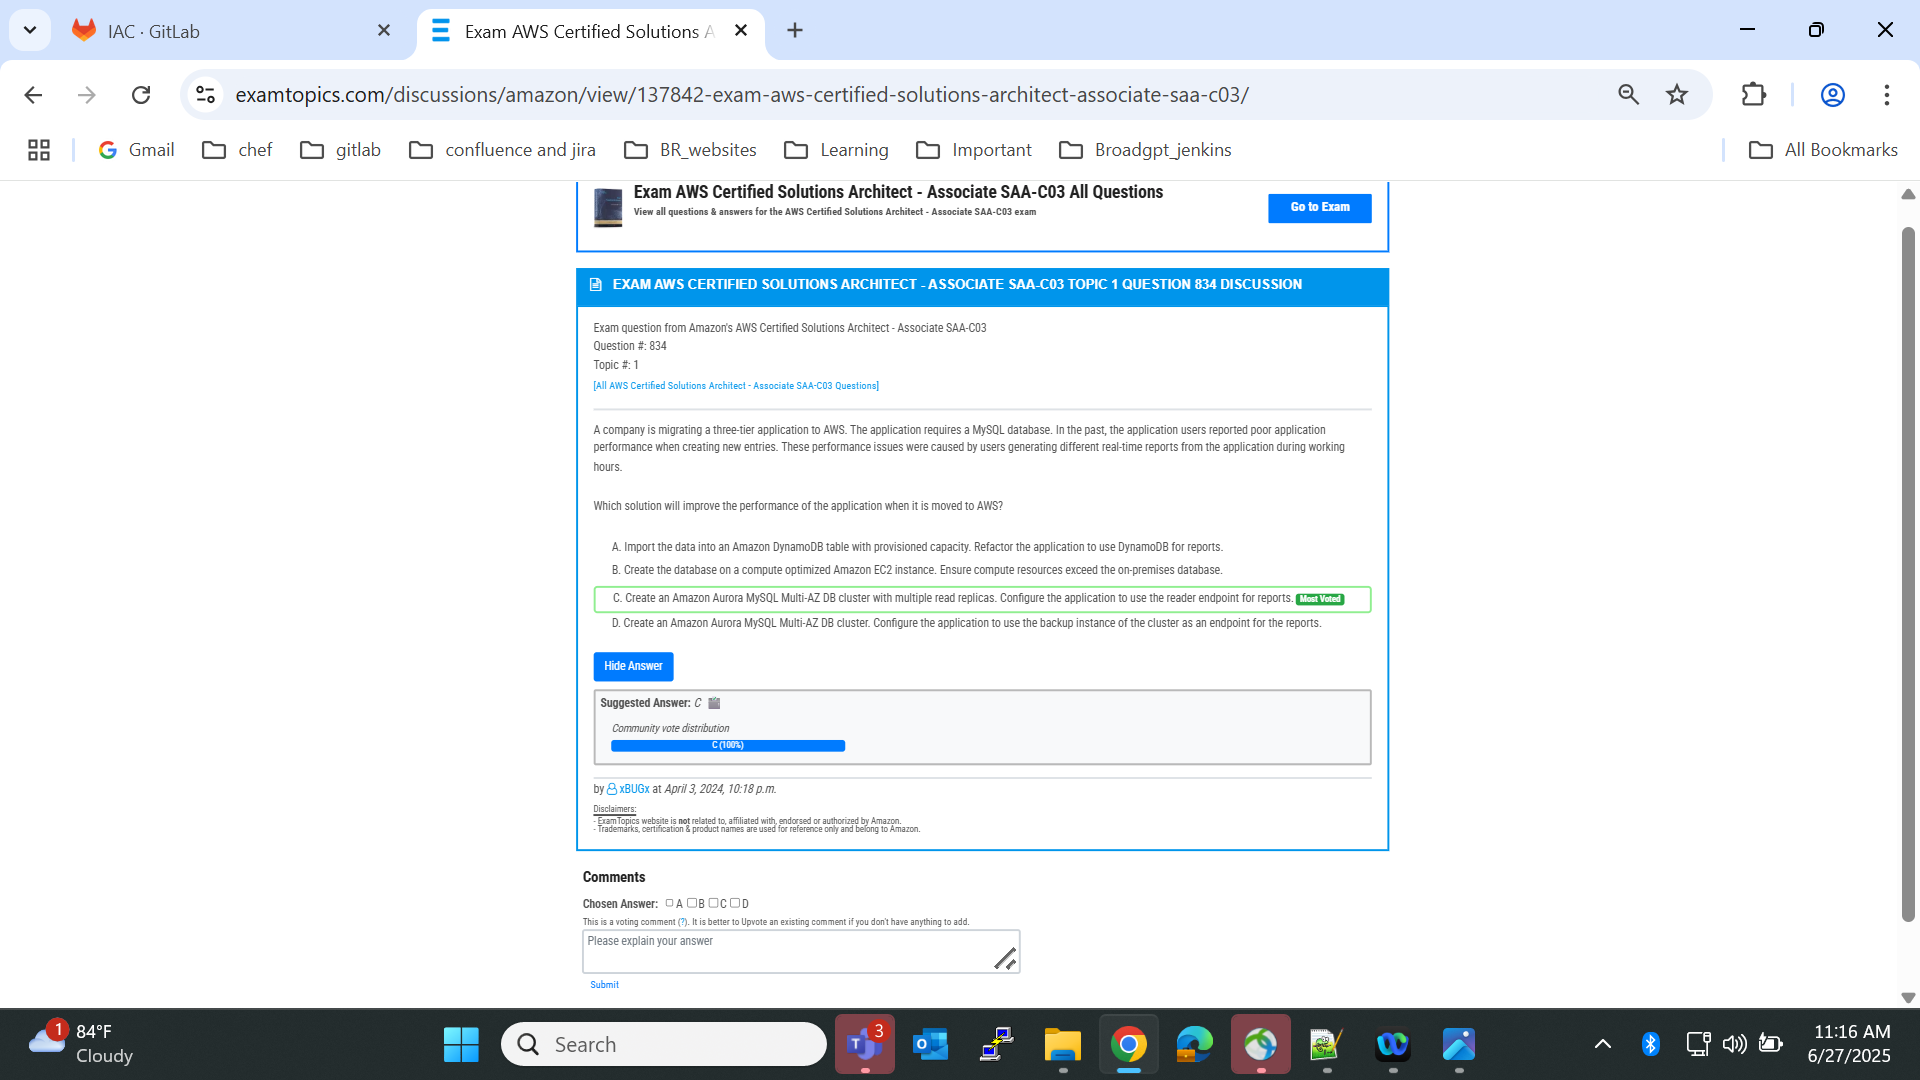 IAC · GitLab
Exam AWS Certified Solutions A
examtopics.com/discussions/amazon/view/137842-exam-aws-certified-solutions-architect-associate-saa-c03/
Gmail chef gitlab confluence and jira BR_websites Learning Important Broadgpt_jenkins All Bookmarks
Exam AWS Certified Solutions Architect - Associate SAA-C03 All Questions
View all questions & answers for the AWS Certified Solutions Architect - Associate SAA-C03 exam
Go to Exam
EXAM AWS CERTIFIED SOLUTIONS ARCHITECT - ASSOCIATE SAA-C03 TOPIC 1 QUESTION 834 DISCUSSION
Exam question from Amazon's AWS Certified Solutions Architect - Associate SAA-C03
Question #: 834
Topic #: 1
[All AWS Certified Solutions Architect - Associate SAA-C03 Questions]
A company is migrating a three-tier application to AWS. The application requires a MySQL database. In the past, the application users reported poor application
performance when creating new entries. These performance issues were caused by users generating different real-time reports from the application during working
hours.
Which solution will improve the performance of the application when it is moved to AWS?
A. Import the data into an Amazon DynamoDB table with provisioned capacity. Refactor the application to use DynamoDB for reports.
B. Create the database on a compute optimized Amazon EC2 instance. Ensure compute resources exceed the on-premises database.
C. Create an Amazon Aurora MySQL Multi-AZ DB cluster with multiple read replicas. Configure the application to use the reader endpoint for reports. Most Voted
D. Create an Amazon Aurora MySQL Multi-AZ DB cluster. Configure the application to use the backup instance of the cluster as an endpoint for the reports.
Hide Answer
Suggested Answer: C
Community vote distribution
C (100%)
by xBUGx at April 3, 2024, 10:18 p.m.
Disclaimers:
- ExamTopics website is not related to, affiliated with, endorsed or authorized by Amazon.
- Trademarks, certification & product names are used for reference only and belong to Amazon.
Comments
Chosen Answer: A B C D
This is a voting comment (?). It is better to Upvote an existing comment if you don't have anything to add.
Please explain your answer
Submit
1
84°F
Cloudy
Search
3
11:16 AM
6/27/2025